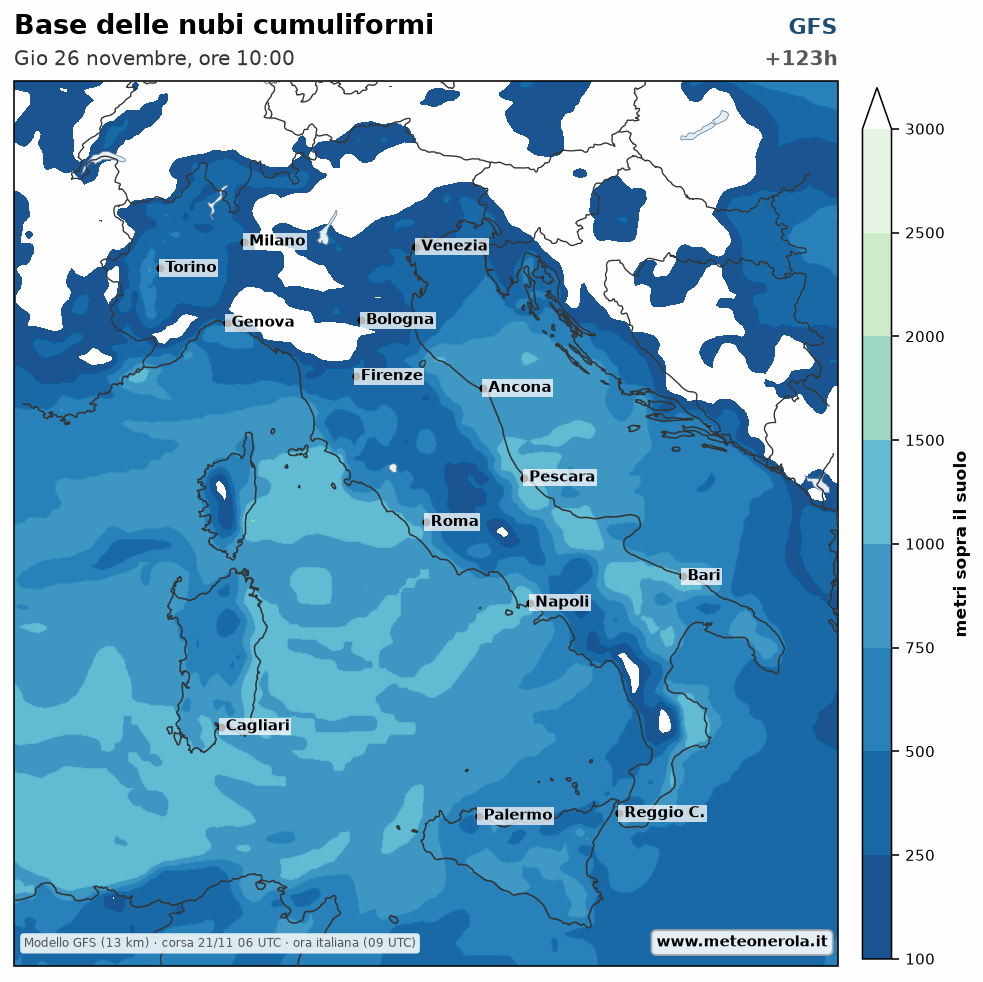 Base delle nubi cumuliformi
GFS
Gio 26 novembre, ore 10:00
+123h
3000
2500
2000
1500
1000
750
500
250
100
metri sopra il suolo
Milano
Venezia
Torino
Genova
Bologna
Firenze
Ancona
Pescara
Roma
Bari
Napoli
Cagliari
Palermo
Reggio C.
Modello GFS (13 km) · corsa 21/11 06 UTC · ora italiana (09 UTC)
www.meteonerola.it